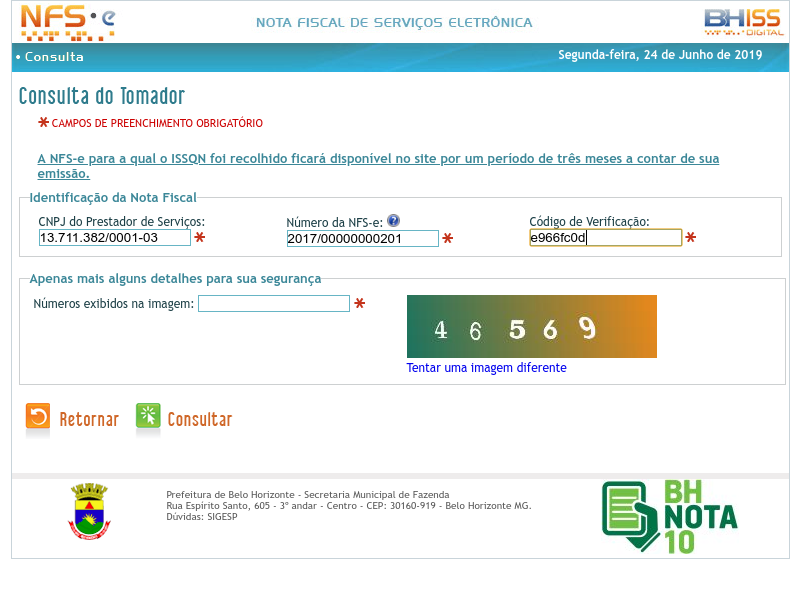 NFS-e
NOTA FISCAL DE SERVIÇOS ELETRÔNICA
BHISS
DIGITAL
• Consulta
Segunda-feira, 24 de Junho de 2019
Consulta do Tomador
* CAMPOS DE PREENCHIMENTO OBRIGATÓRIO
A NFS-e para a qual o ISSQN foi recolhido ficará disponível no site por um período de três meses a contar de sua
emissão.
Identificação da Nota Fiscal
CNPJ do Prestador de Serviços:
13.711.382/0001-03 *
Número da NFS-e: ?
2017/00000000201 *
Código de Verificação:
e966fc0d *
Apenas mais alguns detalhes para sua segurança
Números exibidos na imagem: *
4 6 5 6 9
Tentar uma imagem diferente
Retornar
Consultar
Prefeitura de Belo Horizonte - Secretaria Municipal de Fazenda
Rua Espírito Santo, 605 - 3º andar - Centro - CEP: 30160-919 - Belo Horizonte MG.
Dúvidas: SIGESP
BH
NOTA
10